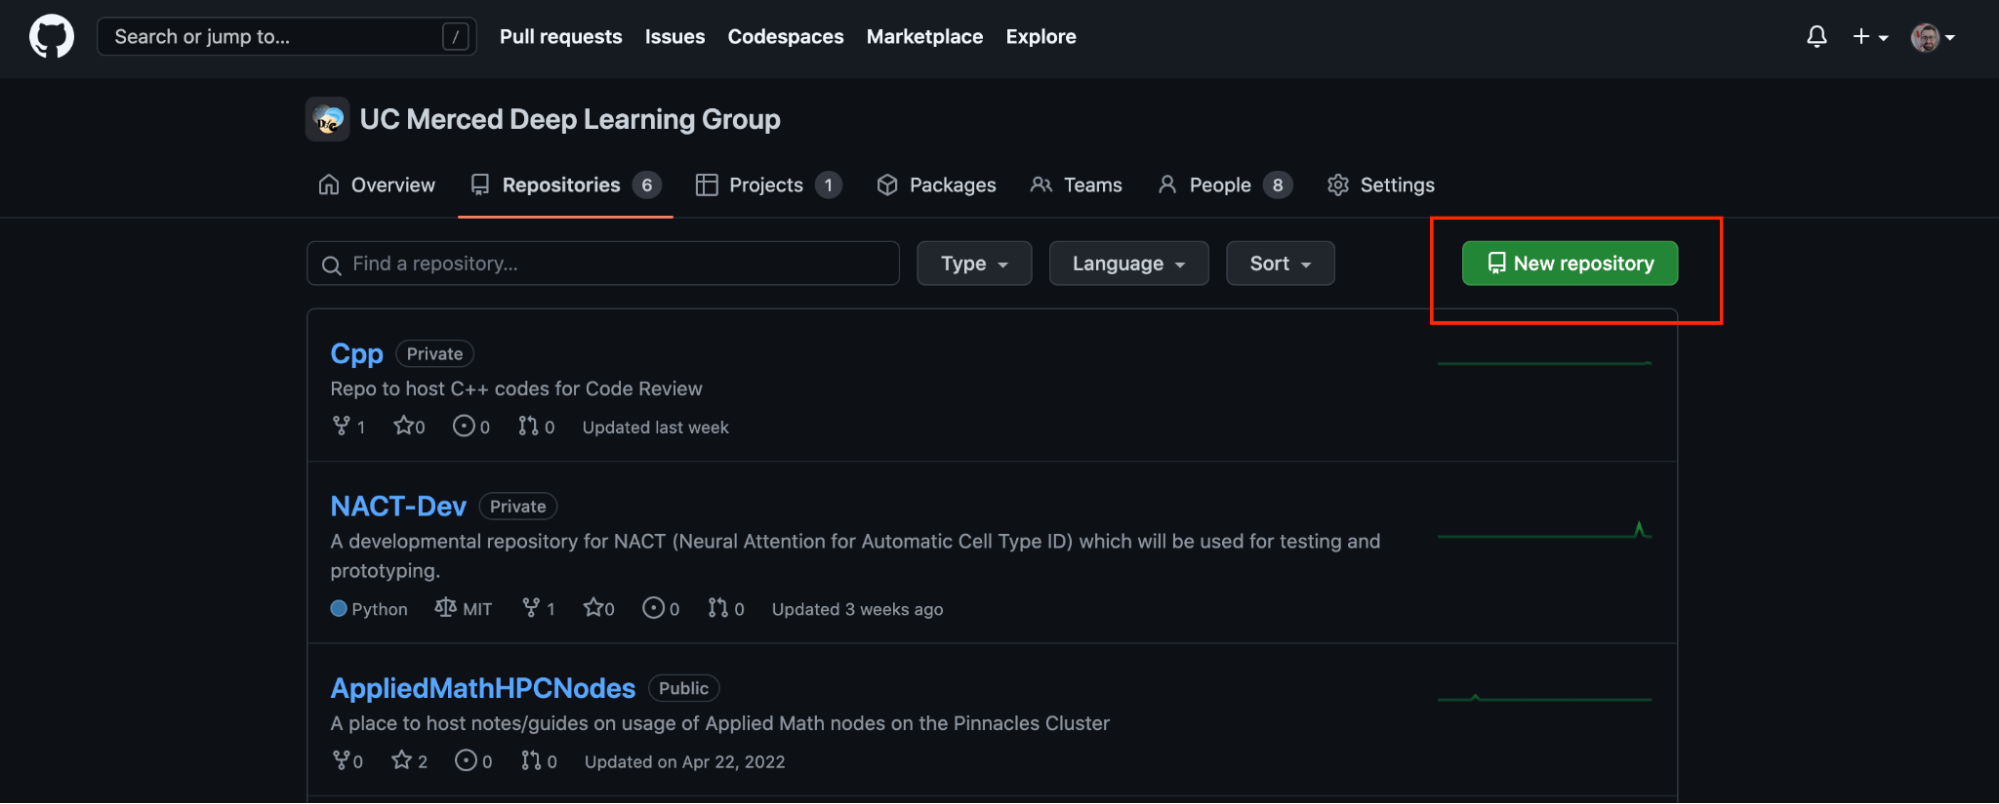 Search or jump to... /
Pull requests Issues Codespaces Marketplace Explore
UC Merced Deep Learning Group
Overview Repositories 6 Projects 1 Packages Teams People 8 Settings
Find a repository... Type Language Sort New repository
Cpp Private
Repo to host C++ codes for Code Review
1 0 0 0 Updated last week
NACT-Dev Private
A developmental repository for NACT (Neural Attention for Automatic Cell Type ID) which will be used for testing and
prototyping.
Python MIT 1 0 0 0 Updated 3 weeks ago
AppliedMathHPCNodes Public
A place to host notes/guides on usage of Applied Math nodes on the Pinnacles Cluster
0 2 0 0 Updated on Apr 22, 2022